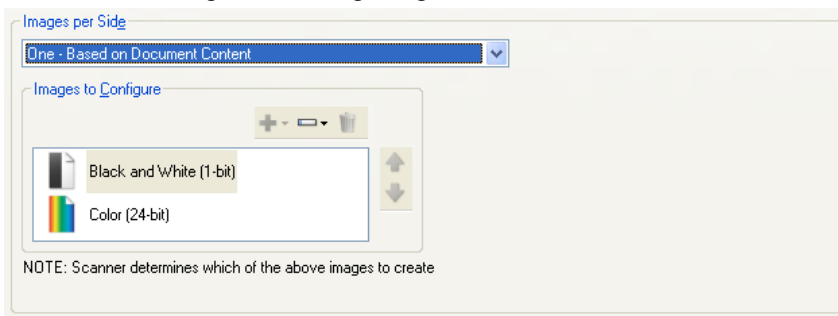 Images per Side
One - Based on Document Content
Images to Configure
Black and White (1-bit)
Color (24-bit)
NOTE: Scanner determines which of the above images to create